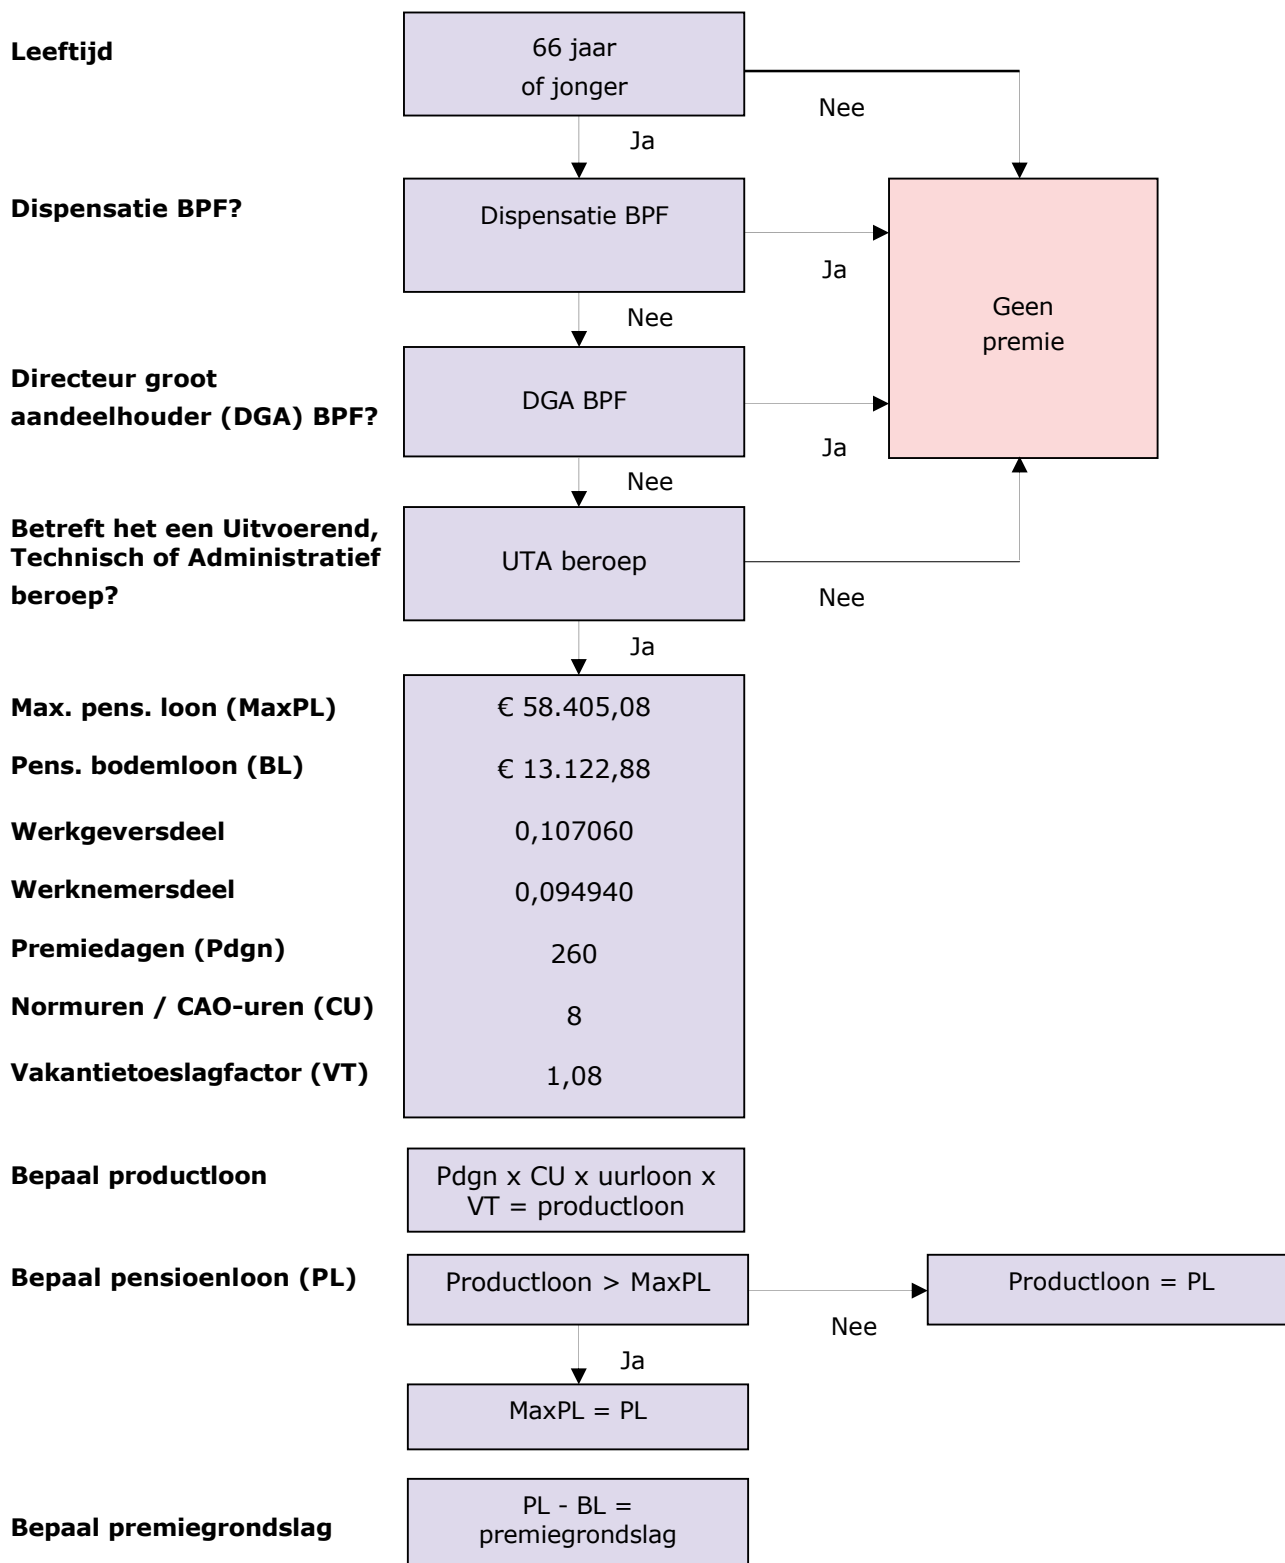 Leeftijd
66 jaar
of jonger
Nee
Ja
Dispensatie BPF?
Dispensatie BPF
Ja
Nee
Geen
premie
Directeur groot
aandeelhouder (DGA) BPF?
DGA BPF
Ja
Nee
Betreft het een Uitvoerend,
Technisch of Administratief
beroep?
UTA beroep
Nee
Ja
Max. pens. loon (MaxPL)
€ 58.405,08
Pens. bodemloon (BL)
€ 13.122,88
Werkgeversdeel
0,107060
Werknemersdeel
0,094940
Premiedagen (Pdgn)
260
Normuren / CAO-uren (CU)
8
Vakantietoeslagfactor (VT)
1,08
Bepaal productloon
Pdgn x CU x uurloon x
VT = productloon
Bepaal pensioenloon (PL)
Productloon > MaxPL
Nee
Productloon = PL
Ja
MaxPL = PL
Bepaal premiegrondslag
PL - BL =
premiegrondslag